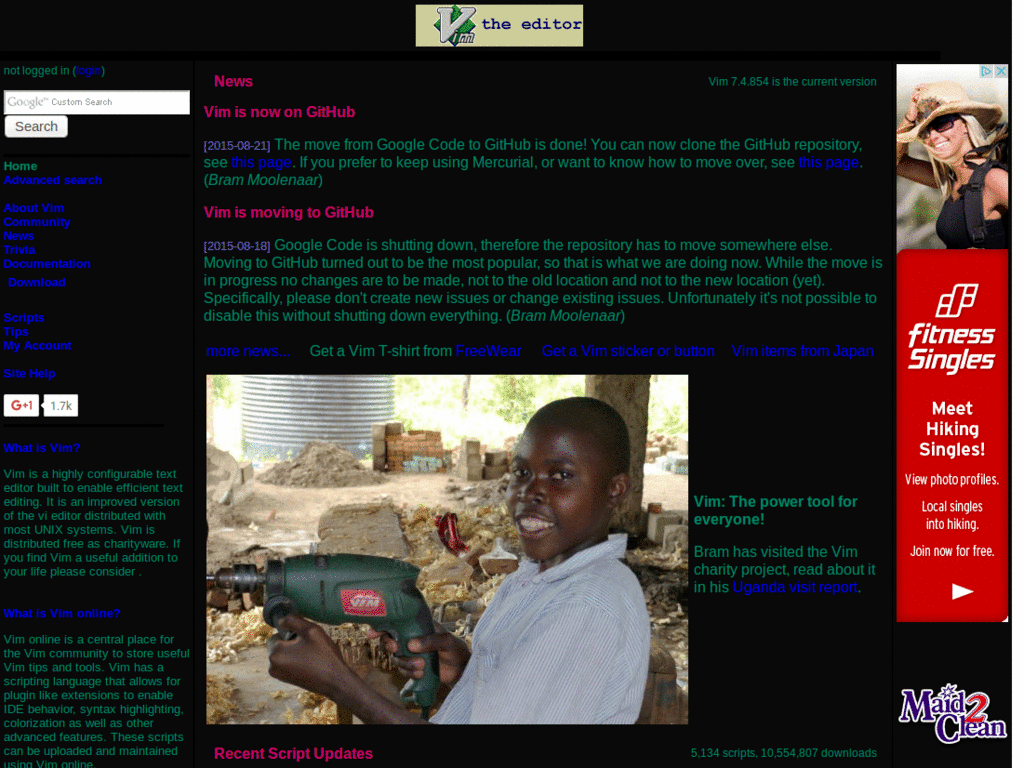 Vim the editor
not logged in (login)
Google™ Custom Search
Search
Home
Advanced search
About Vim
Community
News
Trivia
Documentation
Download
Scripts
Tips
My Account
Site Help
G+1 1.7k
What is Vim?
Vim is a highly configurable text
editor built to enable efficient text
editing. It is an improved version
of the vi editor distributed with
most UNIX systems. Vim is
distributed free as charityware. If
you find Vim a useful addition to
your life please consider .
What is Vim online?
Vim online is a central place for
the Vim community to store useful
Vim tips and tools. Vim has a
scripting language that allows for
plugin like extensions to enable
IDE behavior, syntax highlighting,
colorization as well as other
advanced features. These scripts
can be uploaded and maintained
using Vim online.
News
Vim 7.4.854 is the current version
Vim is now on GitHub
[2015-08-21] The move from Google Code to GitHub is done! You can now clone the GitHub repository,
see this page. If you prefer to keep using Mercurial, or want to know how to move over, see this page.
(Bram Moolenaar)
Vim is moving to GitHub
[2015-08-18] Google Code is shutting down, therefore the repository has to move somewhere else.
Moving to GitHub turned out to be the most popular, so that is what we are doing now. While the move is
in progress no changes are to be made, not to the old location and not to the new location (yet).
Specifically, please don't create new issues or change existing issues. Unfortunately it's not possible to
disable this without shutting down everything. (Bram Moolenaar)
more news... Get a Vim T-shirt from FreeWear Get a Vim sticker or button Vim items from Japan
VIM
Vim: The power tool for
everyone!
Bram has visited the Vim
charity project, read about it
in his Uganda visit report.
Recent Script Updates
5,134 scripts, 10,554,807 downloads
fitness
Singles
Meet
Hiking
Singles!
View photo profiles.
Local singles
into hiking.
Join now for free.
Maid2
Clean